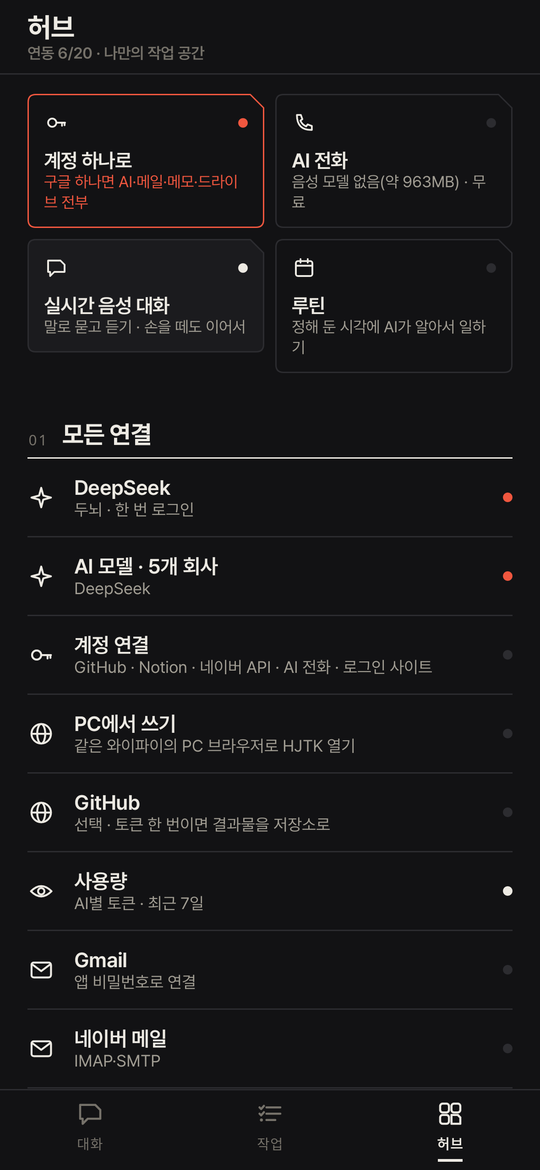 허브
연동 6/20 · 나만의 작업 공간
계정 하나로
구글 하나면 AI·메일·메모·드라이
브 전부
AI 전화
음성 모델 없음(약 963MB) · 무
료
실시간 음성 대화
말로 묻고 듣기 · 손을 떼도 이어서
루틴
정해 둔 시각에 AI가 알아서 일하
기
01 모든 연결
DeepSeek
두뇌 · 한 번 로그인
AI 모델 · 5개 회사
DeepSeek
계정 연결
GitHub · Notion · 네이버 API · AI 전화 · 로그인 사이트
PC에서 쓰기
같은 와이파이의 PC 브라우저로 HJTK 열기
GitHub
선택 · 토큰 한 번이면 결과물을 저장소로
사용량
AI별 토큰 · 최근 7일
Gmail
앱 비밀번호로 연결
네이버 메일
IMAP·SMTP
대화
작업
허브